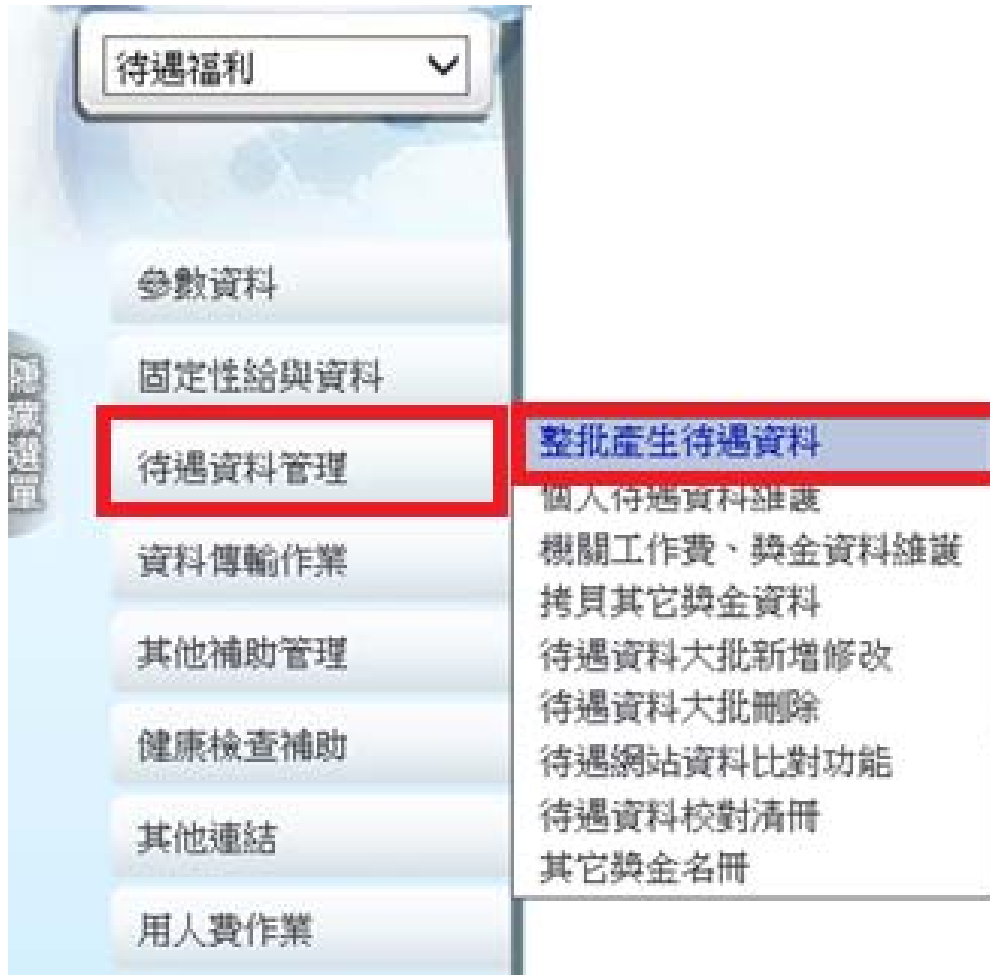 待遇福利
參數資料
固定性給與資料
待遇資料管理
資料傳輸作業
其他補助管理
健康檢查補助
其他連結
用人費作業
隱藏選單
整批產生待遇資料
個人待遇資料維護
機關工作費、獎金資料維護
拷貝其它獎金資料
待遇資料大批新增修改
待遇資料大批刪除
待遇網站資料比對功能
待遇資料校對清冊
其它獎金名冊